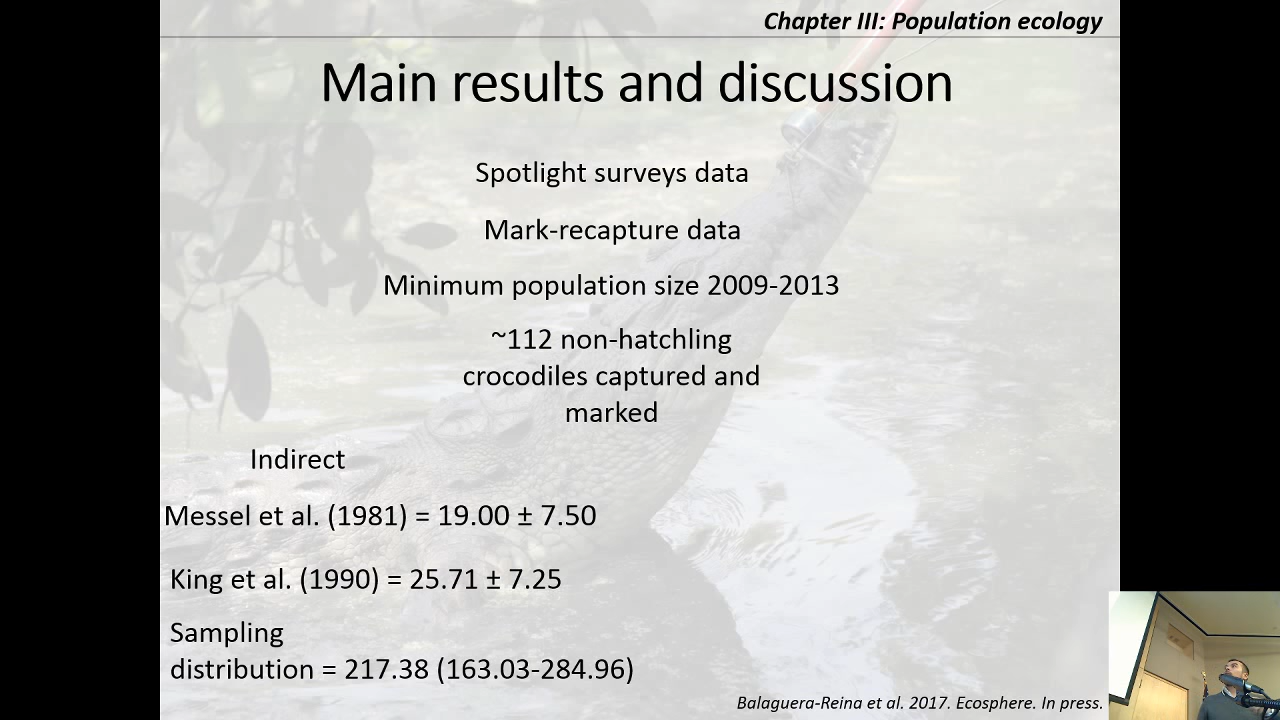 Chapter III: Population ecology
Main results and discussion
Spotlight surveys data
Mark-recapture data
Minimum population size 2009-2013
~112 non-hatchling
crocodiles captured and
marked
Indirect
Messel et al. (1981) = 19.00 ± 7.50
King et al. (1990) = 25.71 ± 7.25
Sampling
distribution = 217.38 (163.03-284.96)
Balaguera-Reina et al. 2017. Ecosphere. In press.